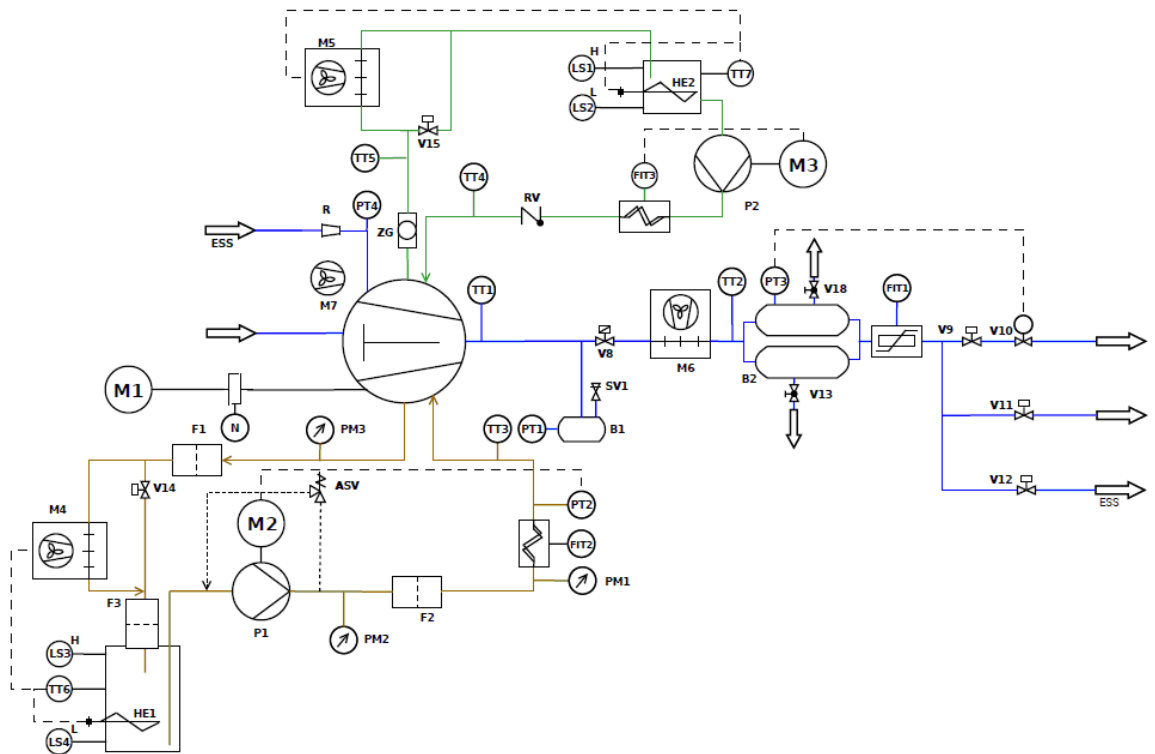 M5
H
LS1
HE2
TT7
L
LS2
V15
TT5
TT4
RV
FIT3
M3
P2
R
PT4
ESS
ZG
M7
TT1
TT2
PT3
V18
FIT1
V9
V10
V8
M6
B2
V13
SV1
M1
N
PT1
B1
V11
F1
PM3
TT3
V12
ESS
V14
ASV
PT2
M4
M2
FIT2
F3
P1
F2
PM1
PM2
H
LS3
TT6
HE1
L
LS4